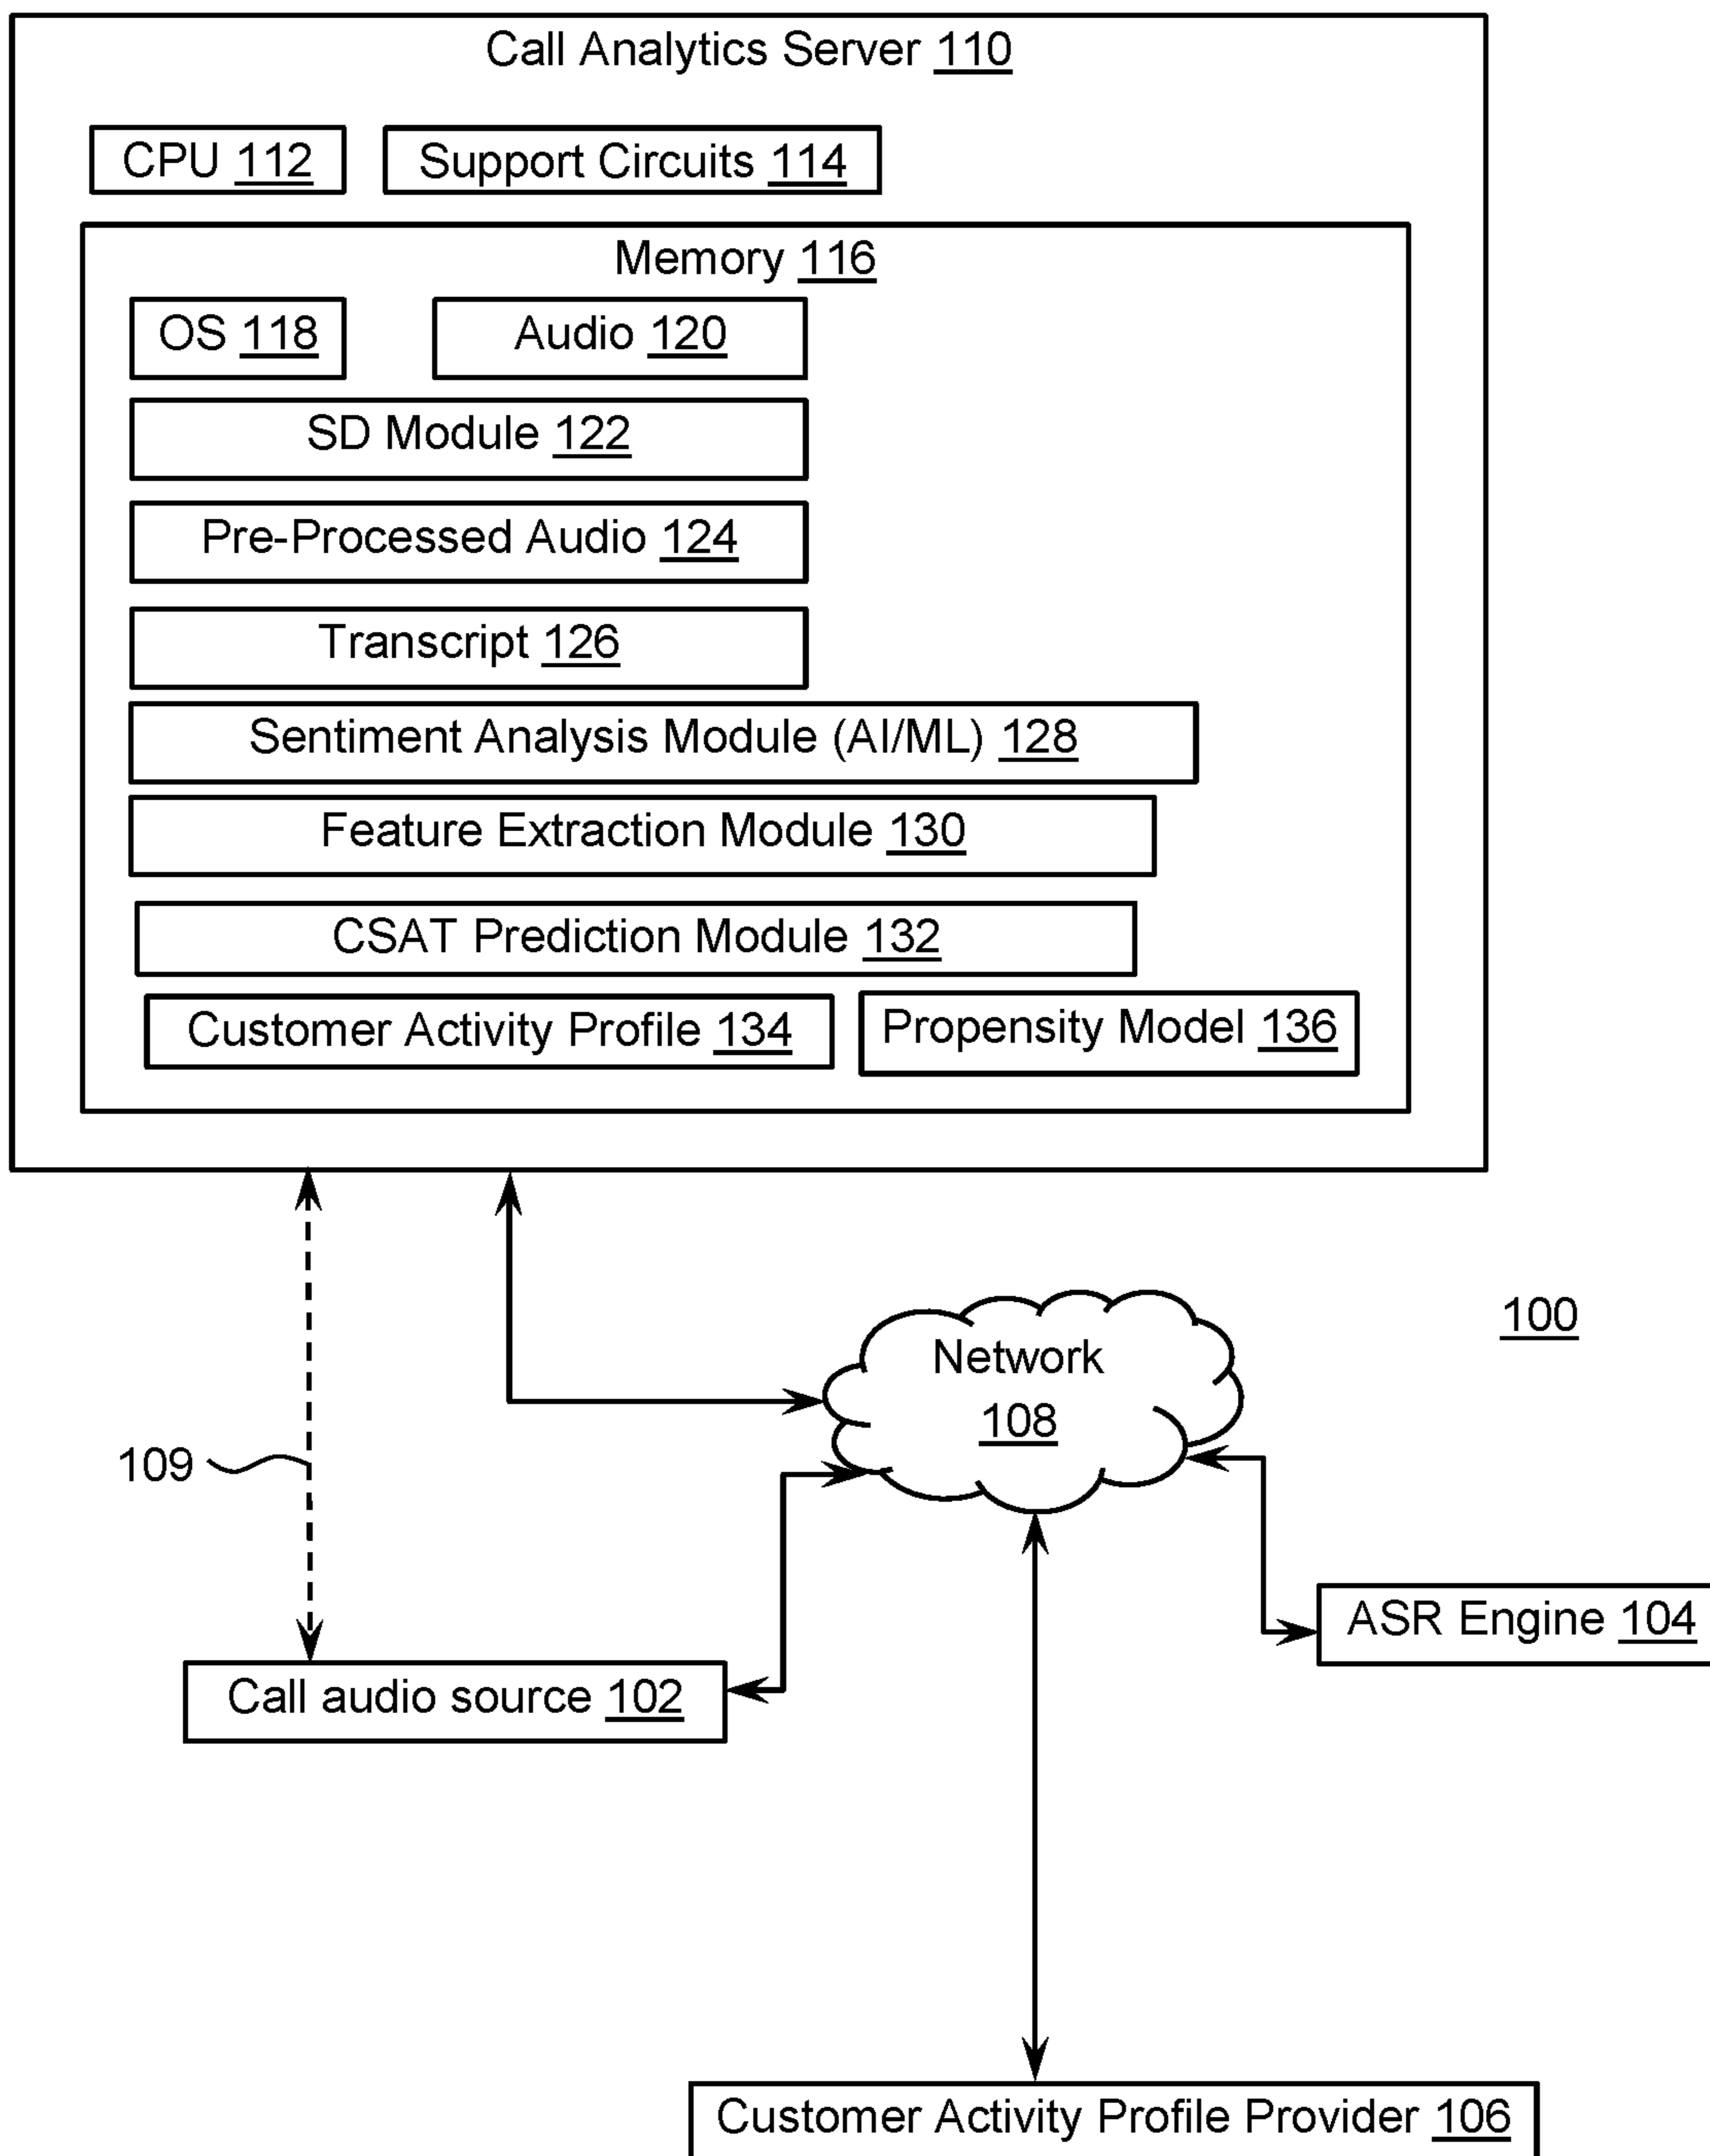 Call Analytics Server 110
CPU 112
Support Circuits 114
Memory 116
OS 118
Audio 120
SD Module 122
Pre-Processed Audio 124
Transcript 126
Sentiment Analysis Module (AI/ML) 128
Feature Extraction Module 130
CSAT Prediction Module 132
Customer Activity Profile 134
Propensity Model 136
100
Network
108
109
ASR Engine 104
Call audio source 102
Customer Activity Profile Provider 106